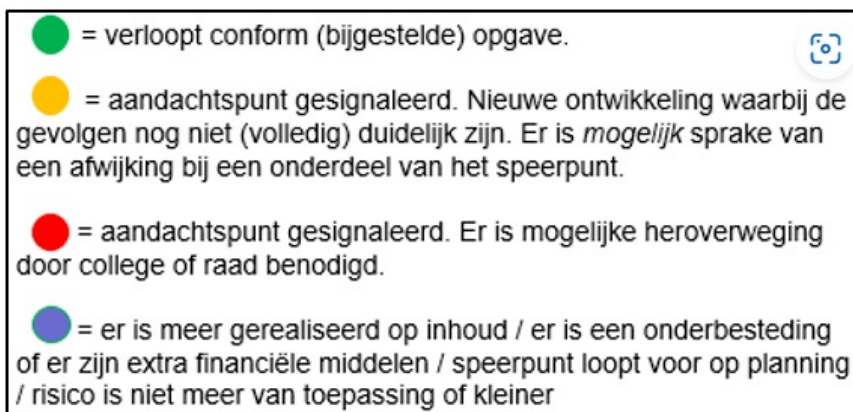 = verloopt conform (bijgestelde) opgave.
= aandachtspunt gesignaleerd. Nieuwe ontwikkeling waarbij de
gevolgen nog niet (volledig) duidelijk zijn. Er is mogelijk sprake van
een afwijking bij een onderdeel van het speerpunt.
= aandachtspunt gesignaleerd. Er is mogelijke heroverweging
door college of raad benodigd.
= er is meer gerealiseerd op inhoud / er is een onderbesteding
of er zijn extra financiële middelen / speerpunt loopt voor op planning
/ risico is niet meer van toepassing of kleiner